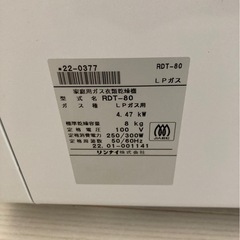 *22-0377
RDT-80
LPガス
家庭用ガス衣類乾燥機
型式名 RDT-80
ガス種 LPガス用
4.47 kW
標準乾燥容量 8 kg
定格電圧 100 V
定格消費電力 250/300W
定格周波数 50/60Hz
22.01-001141
リンナイ株式会社